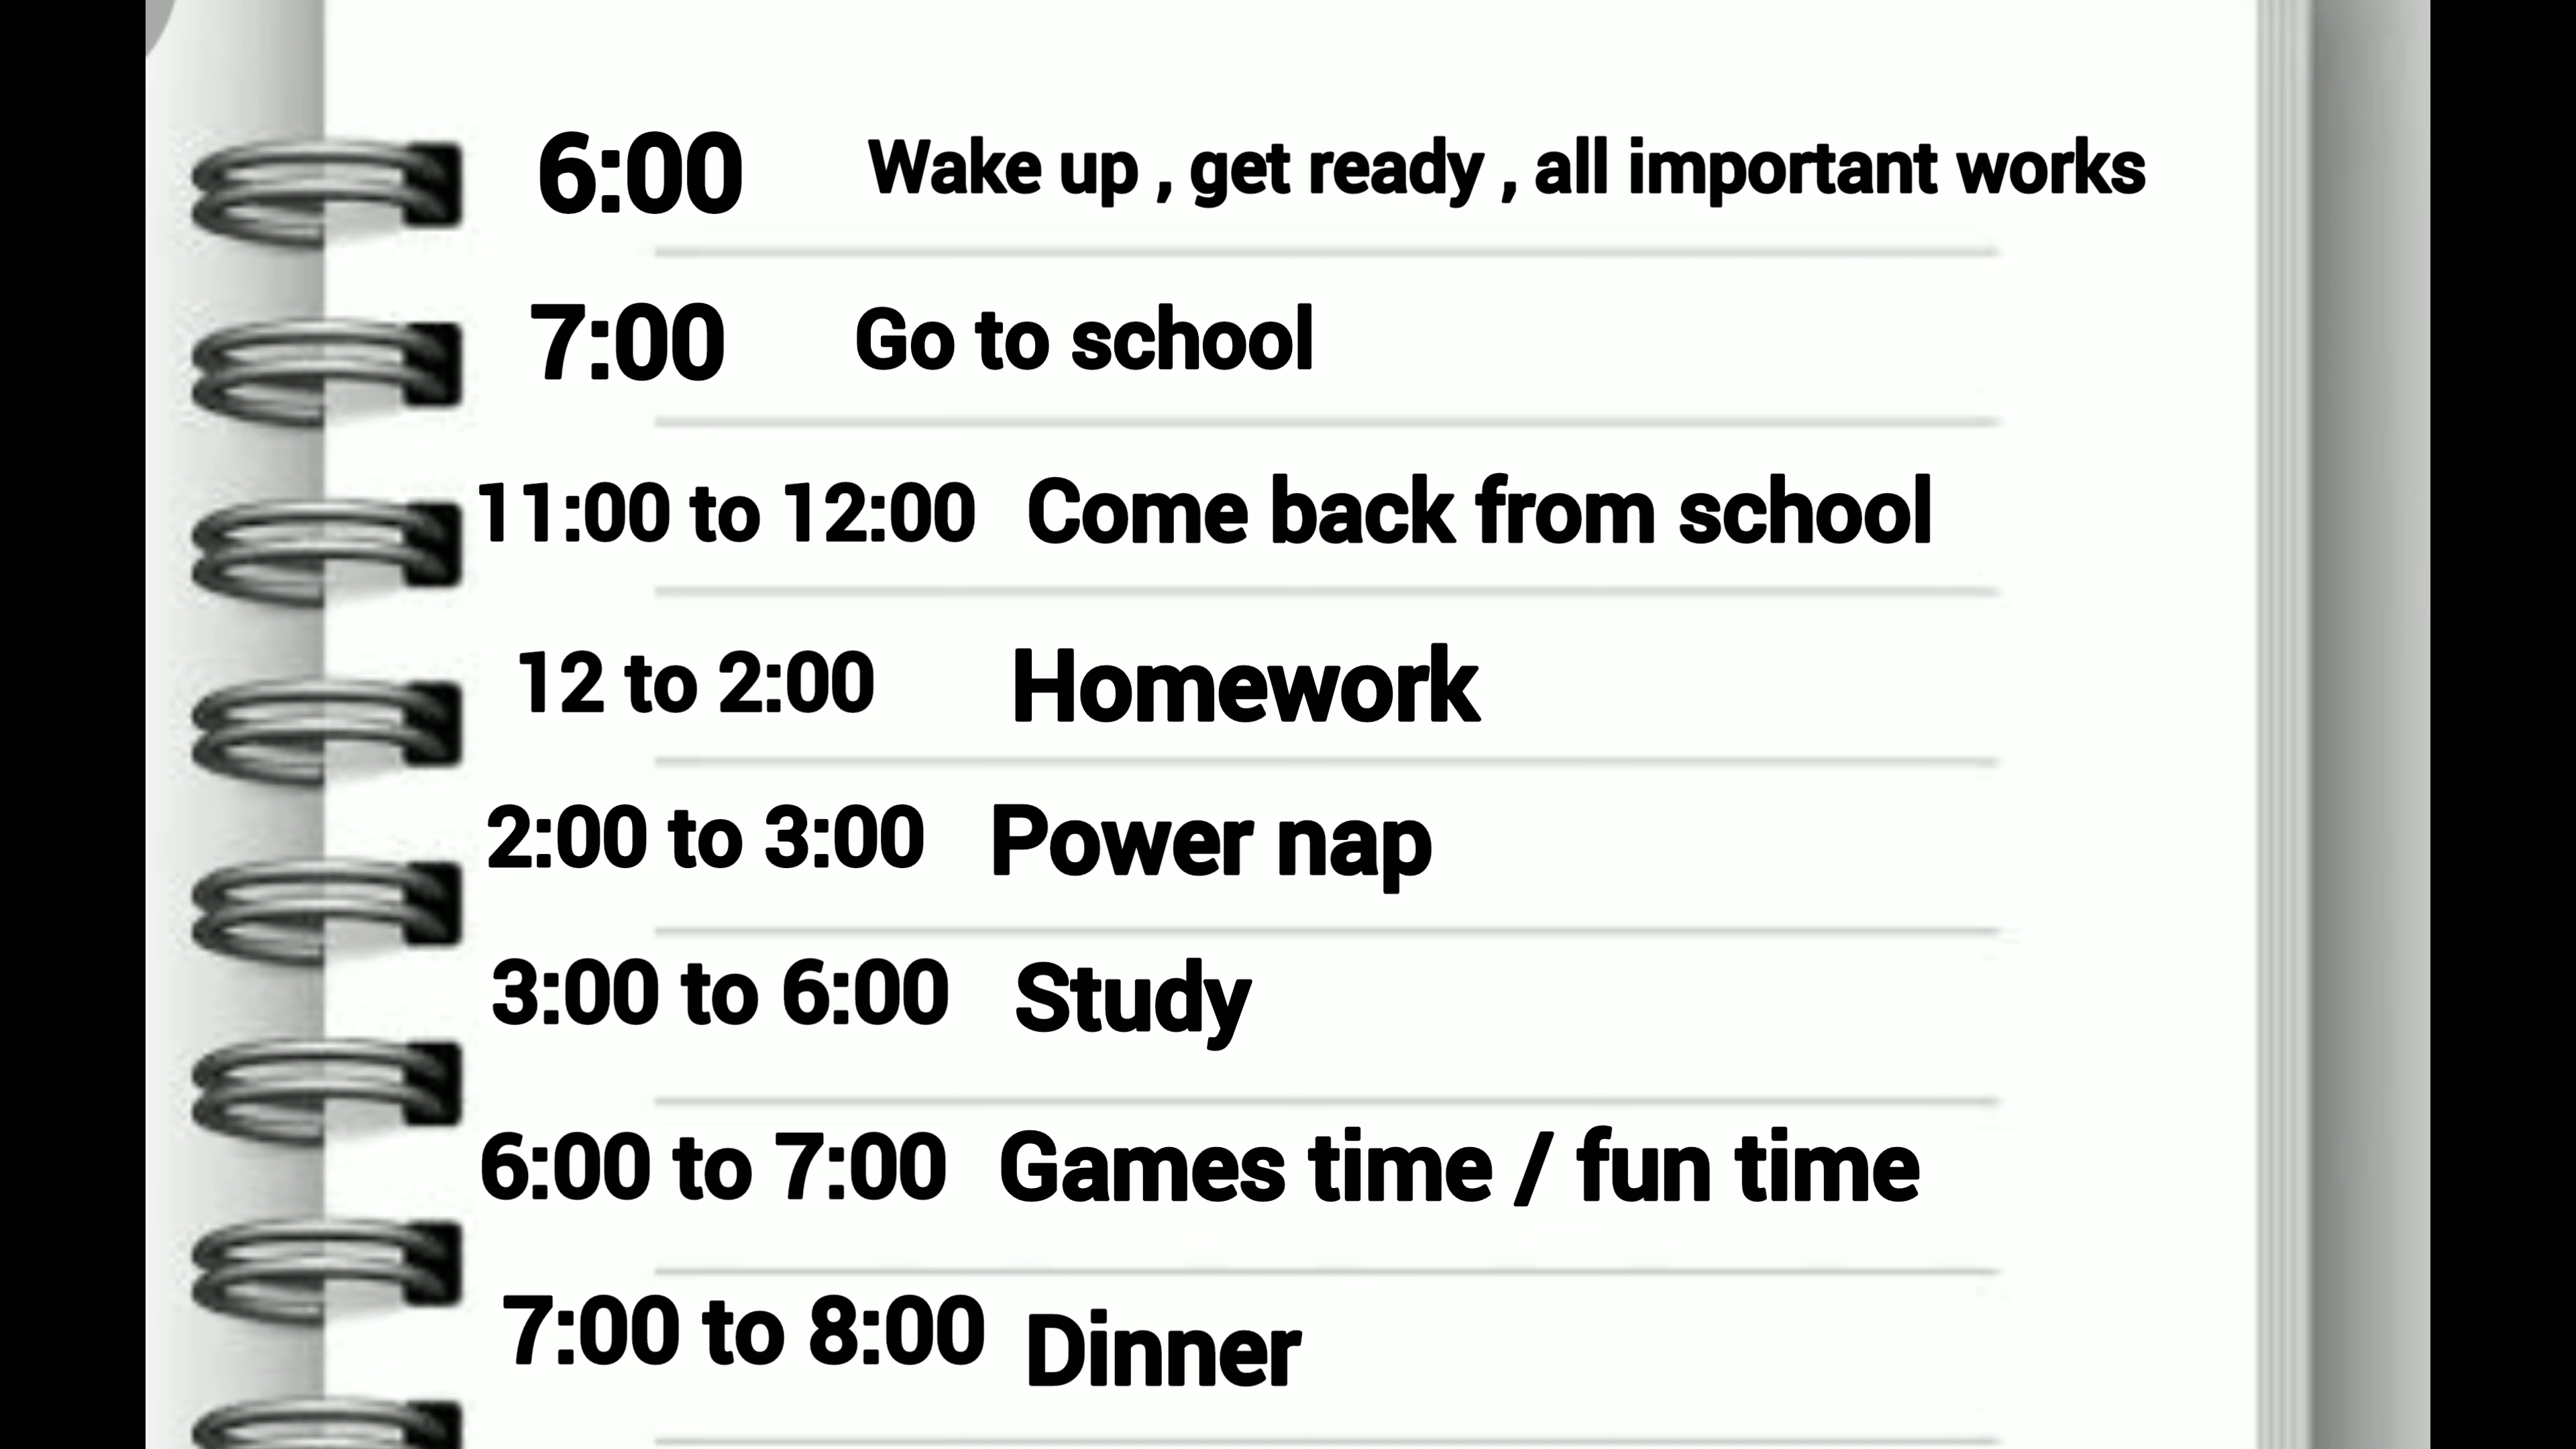 6:00 Wake up , get ready , all important works
7:00 Go to school
11:00 to 12:00 Come back from school
12 to 2:00 Homework
2:00 to 3:00 Power nap
3:00 to 6:00 Study
6:00 to 7:00 Games time / fun time
7:00 to 8:00 Dinner